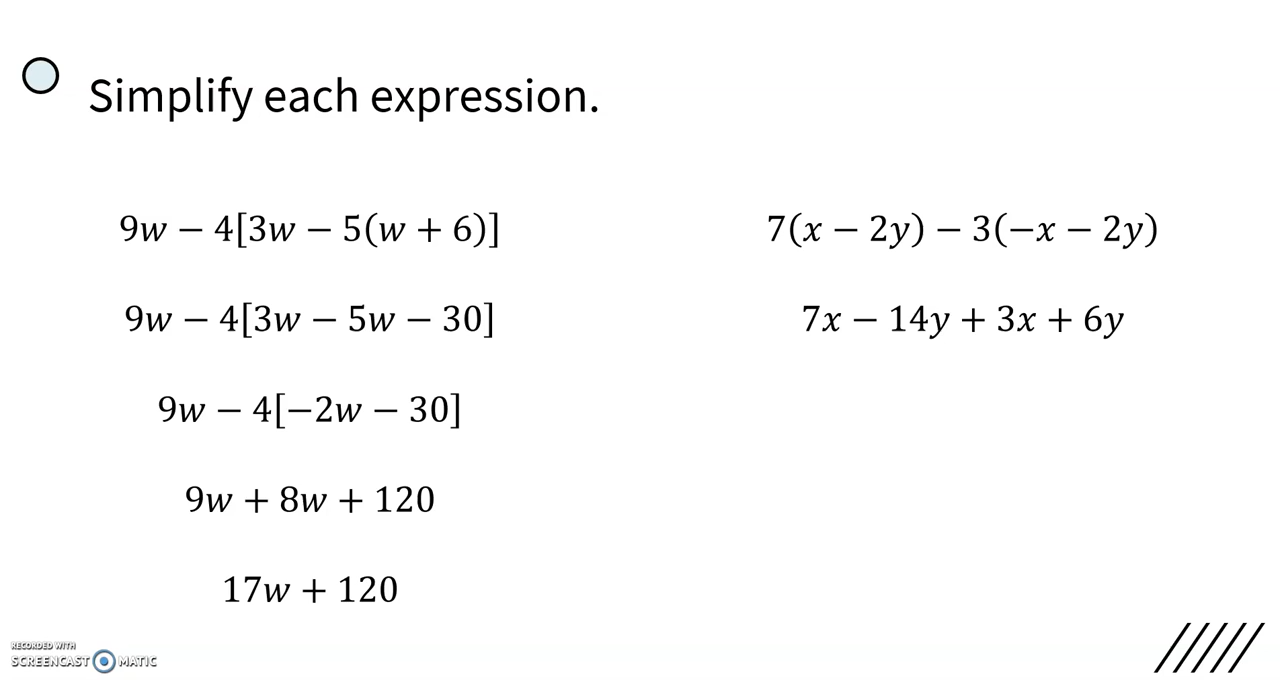 Simplify each expression.
9w − 4[3w − 5(w + 6)]
9w − 4[3w − 5w − 30]
9w − 4[−2w − 30]
9w + 8w + 120
17w + 120
7(x − 2y) − 3(−x − 2y)
7x − 14y + 3x + 6y
RECORDED WITH
SCREENCAST MATIC